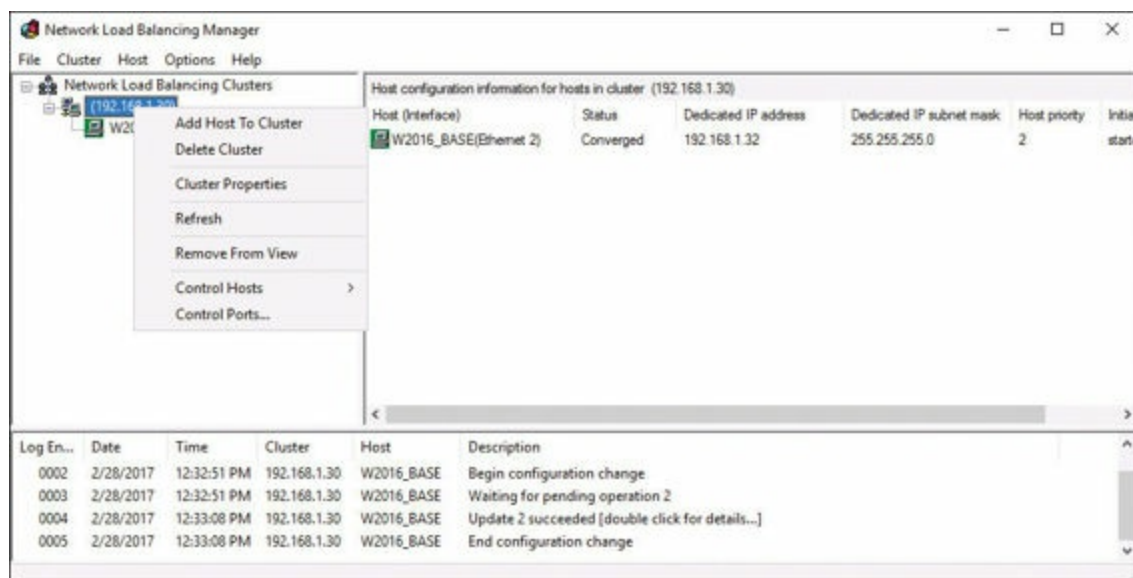 Network Load Balancing Manager
File Cluster Host Options Help
Network Load Balancing Clusters
(192.168.1.30)
W20
Add Host To Cluster
Delete Cluster
Cluster Properties
Refresh
Remove From View
Control Hosts
Control Ports...
Host configuration information for hosts in cluster (192.168.1.30)
Host (Interface) Status Dedicated IP address Dedicated IP subnet mask Host priority Initia
W2016_BASE(Ethernet 2) Converged 192.168.1.32 255.255.255.0 2 start
Log En... Date Time Cluster Host Description
0002 2/28/2017 12:32:51 PM 192.168.1.30 W2016_BASE Begin configuration change
0003 2/28/2017 12:32:51 PM 192.168.1.30 W2016_BASE Waiting for pending operation 2
0004 2/28/2017 12:33:08 PM 192.168.1.30 W2016_BASE Update 2 succeeded [double click for details...]
0005 2/28/2017 12:33:08 PM 192.168.1.30 W2016_BASE End configuration change